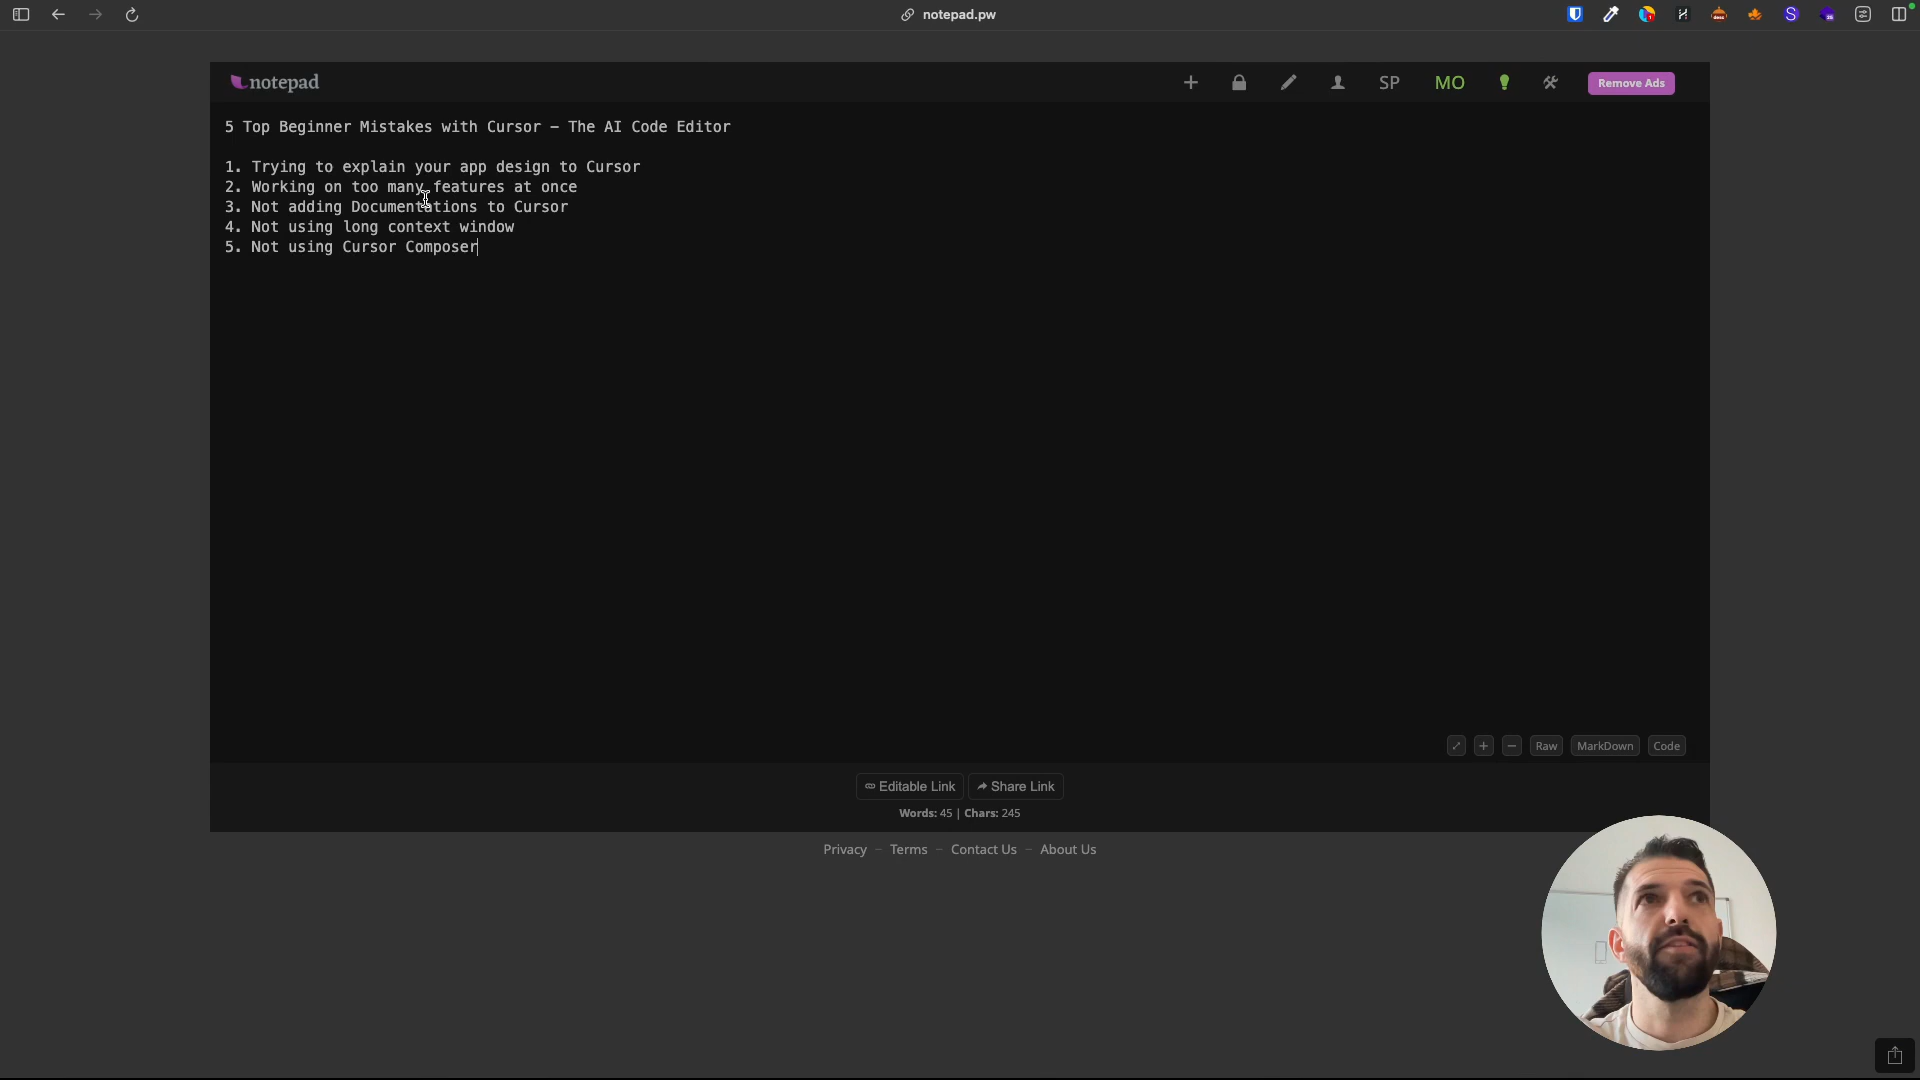 notepad.pw
notepad
SP
MO
Remove Ads
5 Top Beginner Mistakes with Cursor – The AI Code Editor
1. Trying to explain your app design to Cursor
2. Working on too many features at once
3. Not adding Documentations to Cursor
4. Not using long context window
5. Not using Cursor Composer
Raw
MarkDown
Code
Editable Link
Share Link
Words: 45 | Chars: 245
Privacy – Terms – Contact Us – About Us